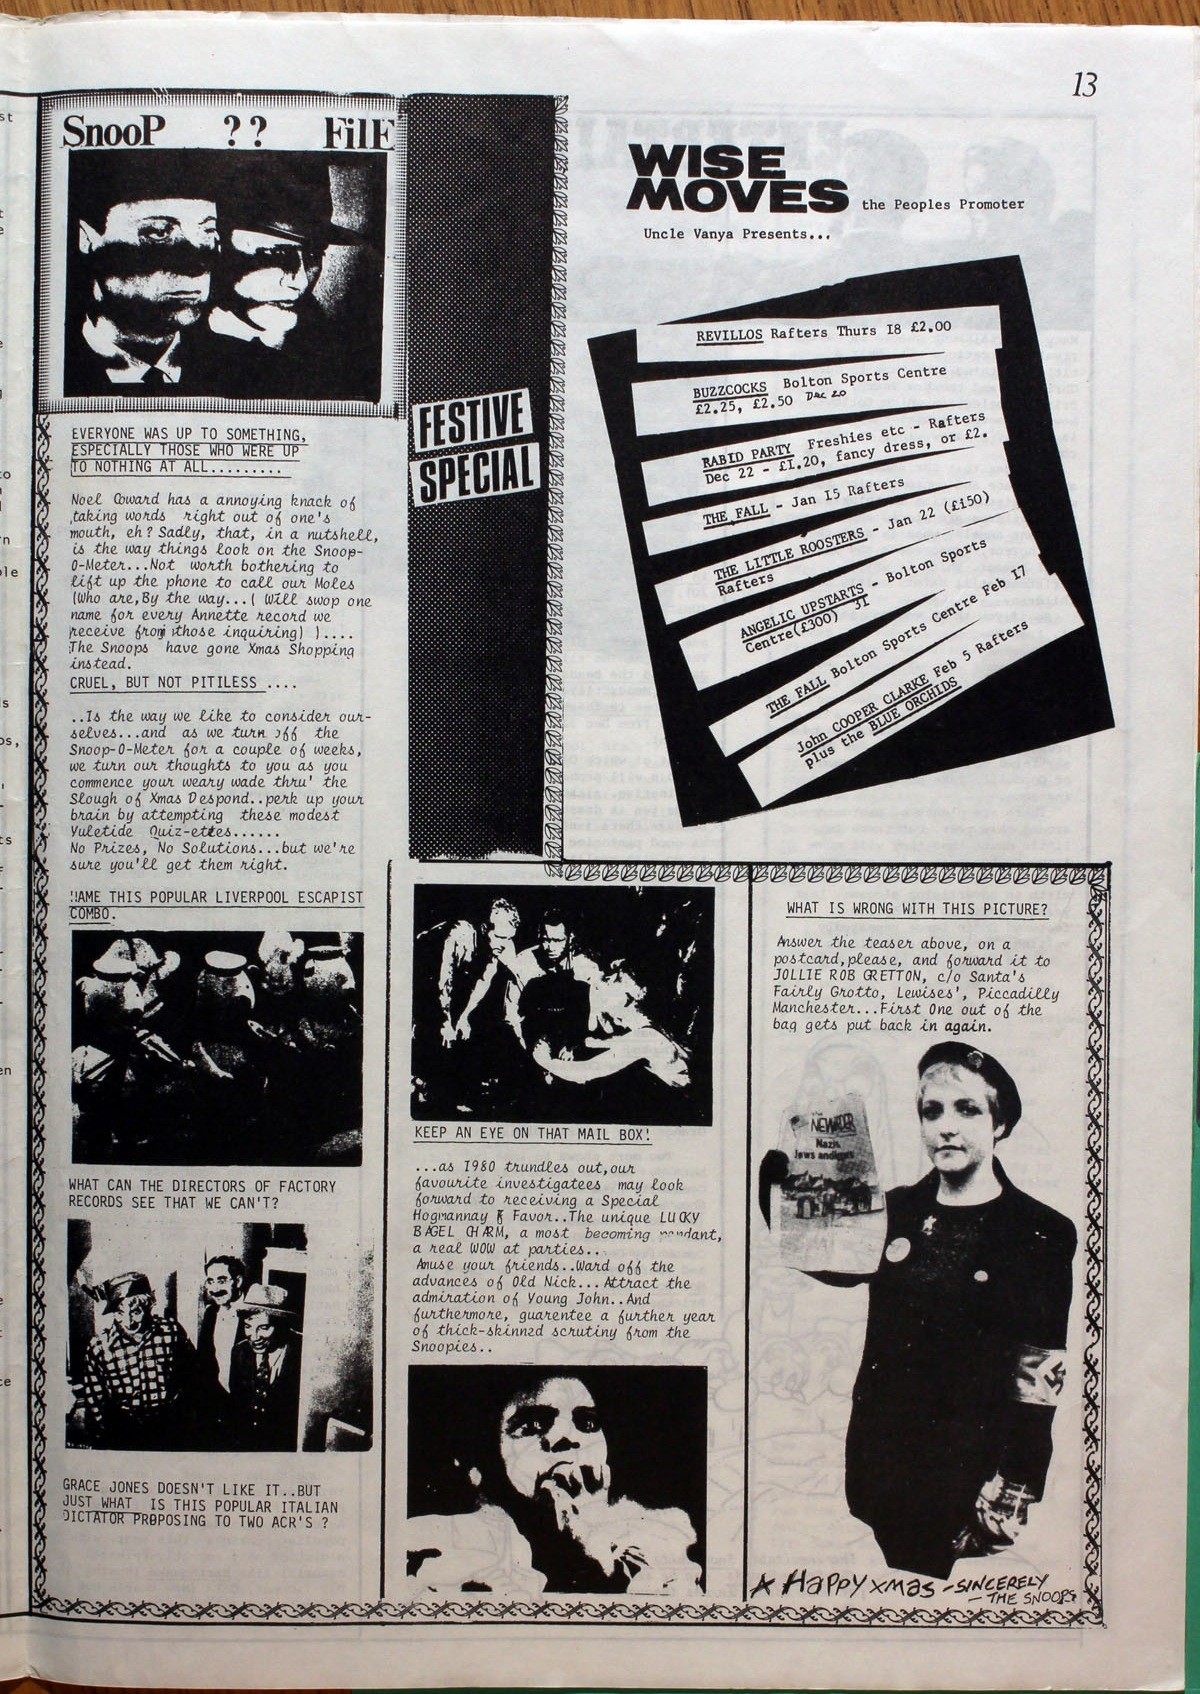 13
SnooP ?? FilE
EVERYONE WAS UP TO SOMETHING,
ESPECIALLY THOSE WHO WERE UP
TO NOTHING AT ALL.........
Noel Coward has a annoying knack of
taking words right out of one's
mouth, eh? Sadly, that, in a nutshell,
is the way things look on the Snoop-
O-Meter...Not worth bothering to
lift up the phone to call our Moles
(Who are,By the way...( Will swop one
name for every Annette record we
receive from those inquiring) )....
The Snoops have gone Xmas Shopping
instead.
CRUEL, BUT NOT PITILESS ....
..Is the way we like to consider our-
selves...and as we turn off the
Snoop-O-Meter for a couple of weeks,
we turn our thoughts to you as you
commence your weary wade thru' the
Slough of Xmas Despond..perk up your
brain by attempting these modest
Yuletide Quiz-ettes......
No Prizes, No Solutions...but we're
sure you'll get them right.
NAME THIS POPULAR LIVERPOOL ESCAPIST
COMBO.
WHAT CAN THE DIRECTORS OF FACTORY
RECORDS SEE THAT WE CAN'T?
GRACE JONES DOESN'T LIKE IT..BUT
JUST WHAT IS THIS POPULAR ITALIAN
DICTATOR PROPOSING TO TWO ACR'S ?
FESTIVE
SPECIAL
WISE
MOVES the Peoples Promoter
Uncle Vanya Presents...
REVILLOS Rafters Thurs I8 £2.00
BUZZCOCKS Bolton Sports Centre
£2.25, £2.50 Dec 20
RABID PARTY Freshies etc - Rafters
Dec 22 - £I.20, fancy dress, or £2.
THE FALL - Jan I5 Rafters
THE LITTLE ROOSTERS - Jan 22 (£I50)
Rafters
ANGELIC UPSTARTS - Bolton Sports
Centre(£300) 3I
THE FALL Bolton Sports Centre Feb I7
John COOPER CLARKE Feb 5 Rafters
plus the BLUE ORCHIDS
KEEP AN EYE ON THAT MAIL BOX!
...as I980 trundles out,our
favourite investigatees may look
forward to receiving a Special
Hogmannay & Favor..The unique LUCKY
BAGEL CHARM, a most becoming pendant,
a real WOW at parties..
Amuse your friends..Ward off the
advances of Old Nick...Attract the
admiration of Young John..And
furthermore, guarentee a further year
of thick-skinned scrutiny from the
Snoopies..
WHAT IS WRONG WITH THIS PICTURE?
Answer the teaser above, on a
postcard,please, and forward it to
JOLLIE ROB GRETTON, c/o Santa's
Fairly Grotto, Lewises', Piccadilly
Manchester...First One out of the
bag gets put back in again.
Nazis
Jews and
A HAPPY XMAS - SINCERELY
- THE SNOOPS